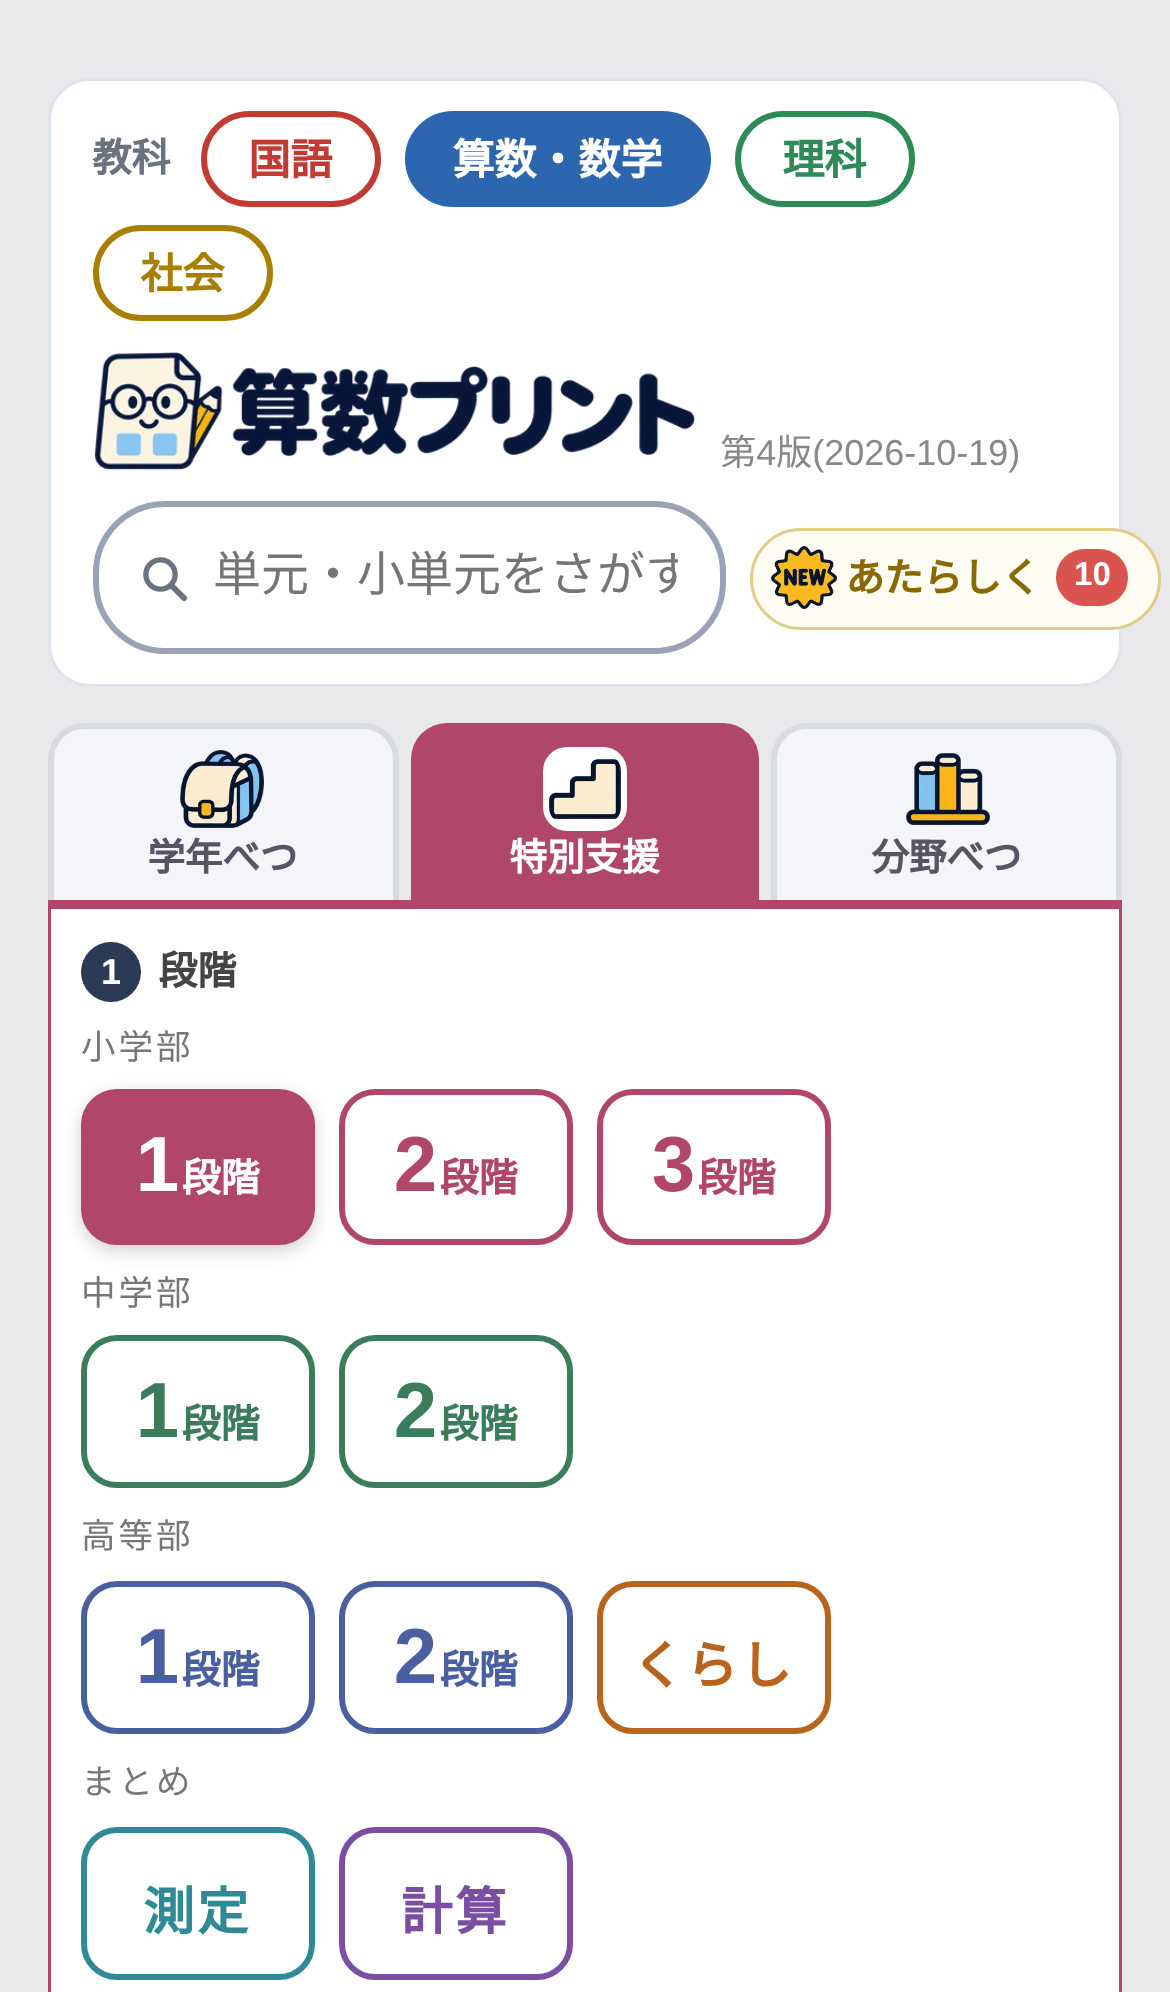 教科 国語 算数・数学 理科
社会
算数プリント 第4版(2026-10-19)
単元・小単元をさがす NEW あたらしく 10
学年べつ 特別支援 分野べつ
1 段階
小学部
1段階 2段階 3段階
中学部
1段階 2段階
高等部
1段階 2段階 くらし
まとめ
測定 計算